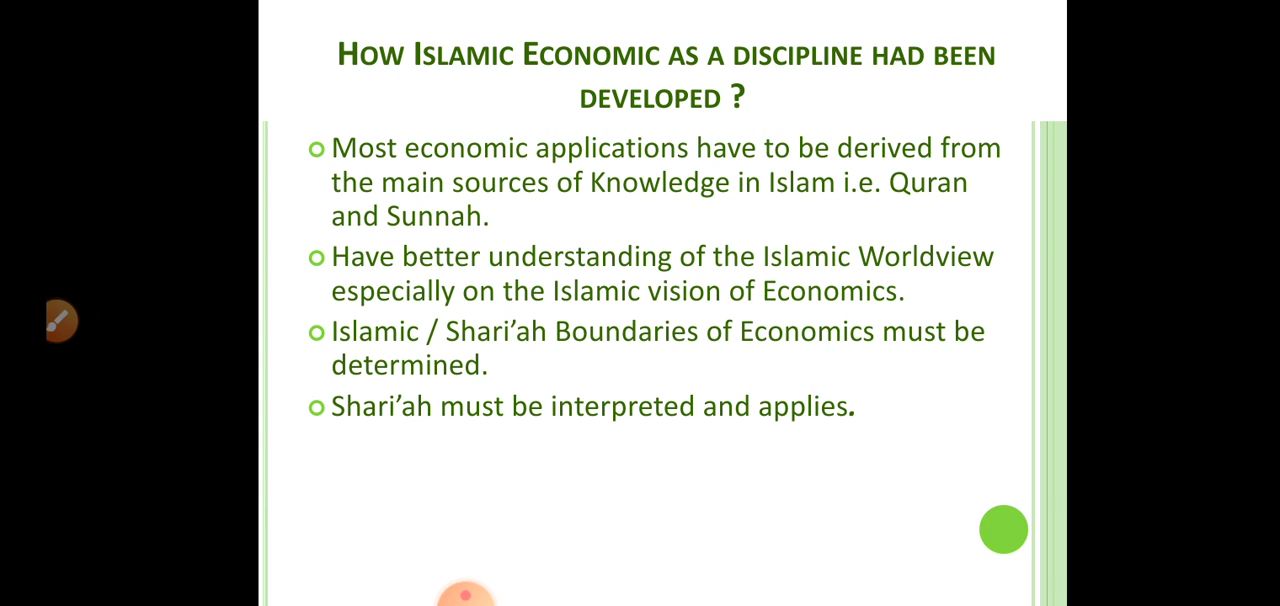 HOW ISLAMIC ECONOMIC AS A DISCIPLINE HAD BEEN
DEVELOPED ?
Most economic applications have to be derived from
the main sources of Knowledge in Islam i.e. Quran
and Sunnah.
Have better understanding of the Islamic Worldview
especially on the Islamic vision of Economics.
Islamic / Shari’ah Boundaries of Economics must be
determined.
Shari’ah must be interpreted and applies.